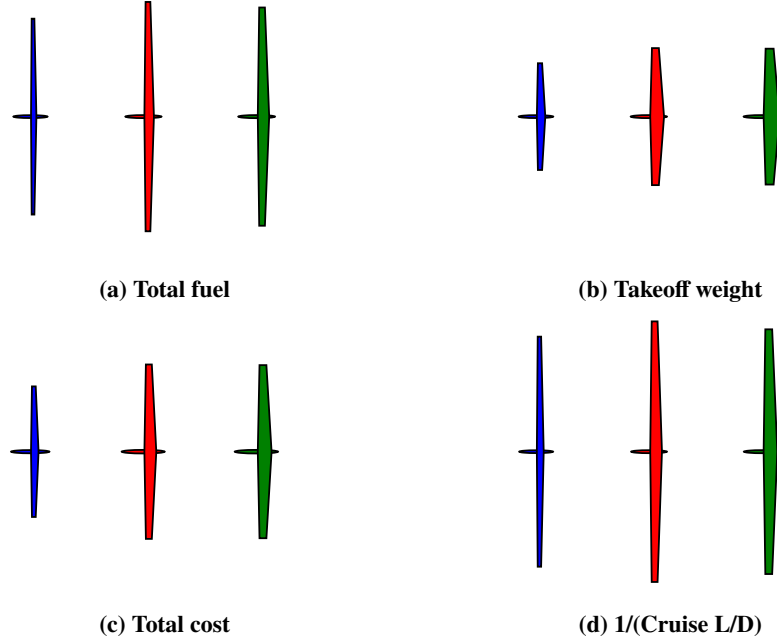 (a) Total fuel
(b) Takeoff weight
(c) Total cost
(d) 1/(Cruise L/D)